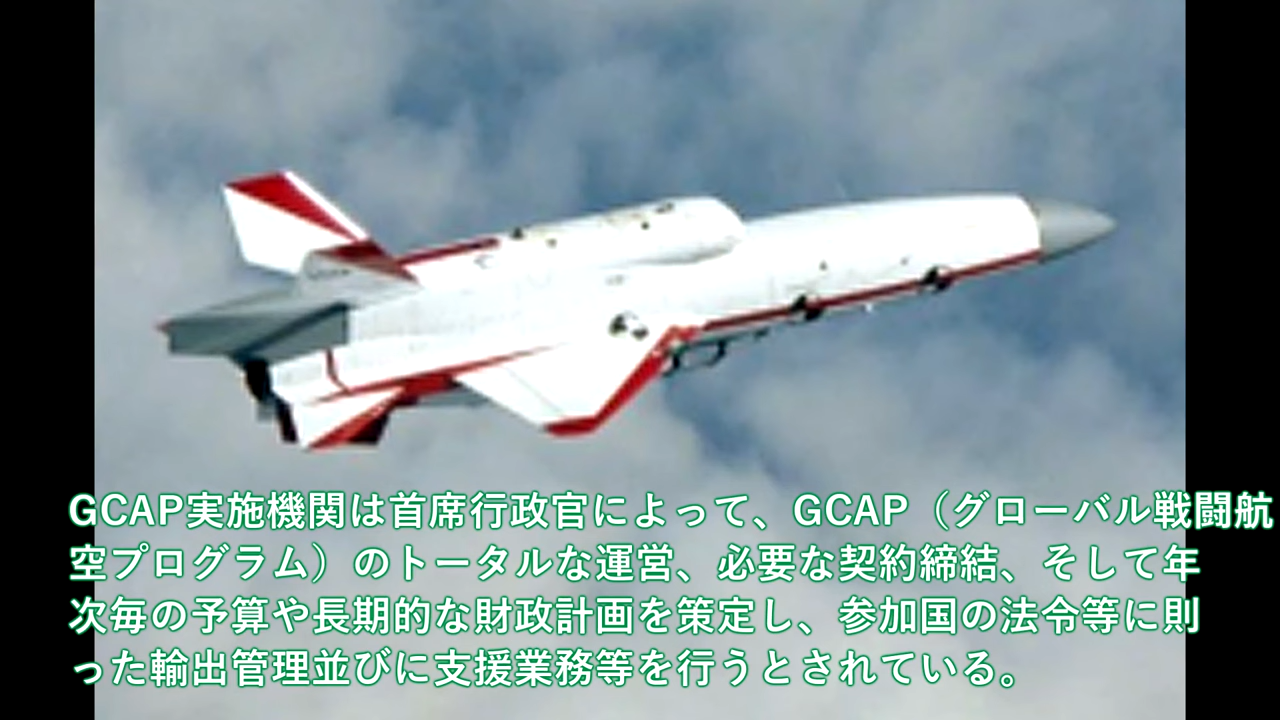 GCAP実施機関は首席行政官によって、GCAP（グローバル戦闘航
空プログラム）のトータルな運営、必要な契約締結、そして年
次毎の予算や長期的な財政計画を策定し、参加国の法令等に則
った輸出管理並びに支援業務等を行うとされている。